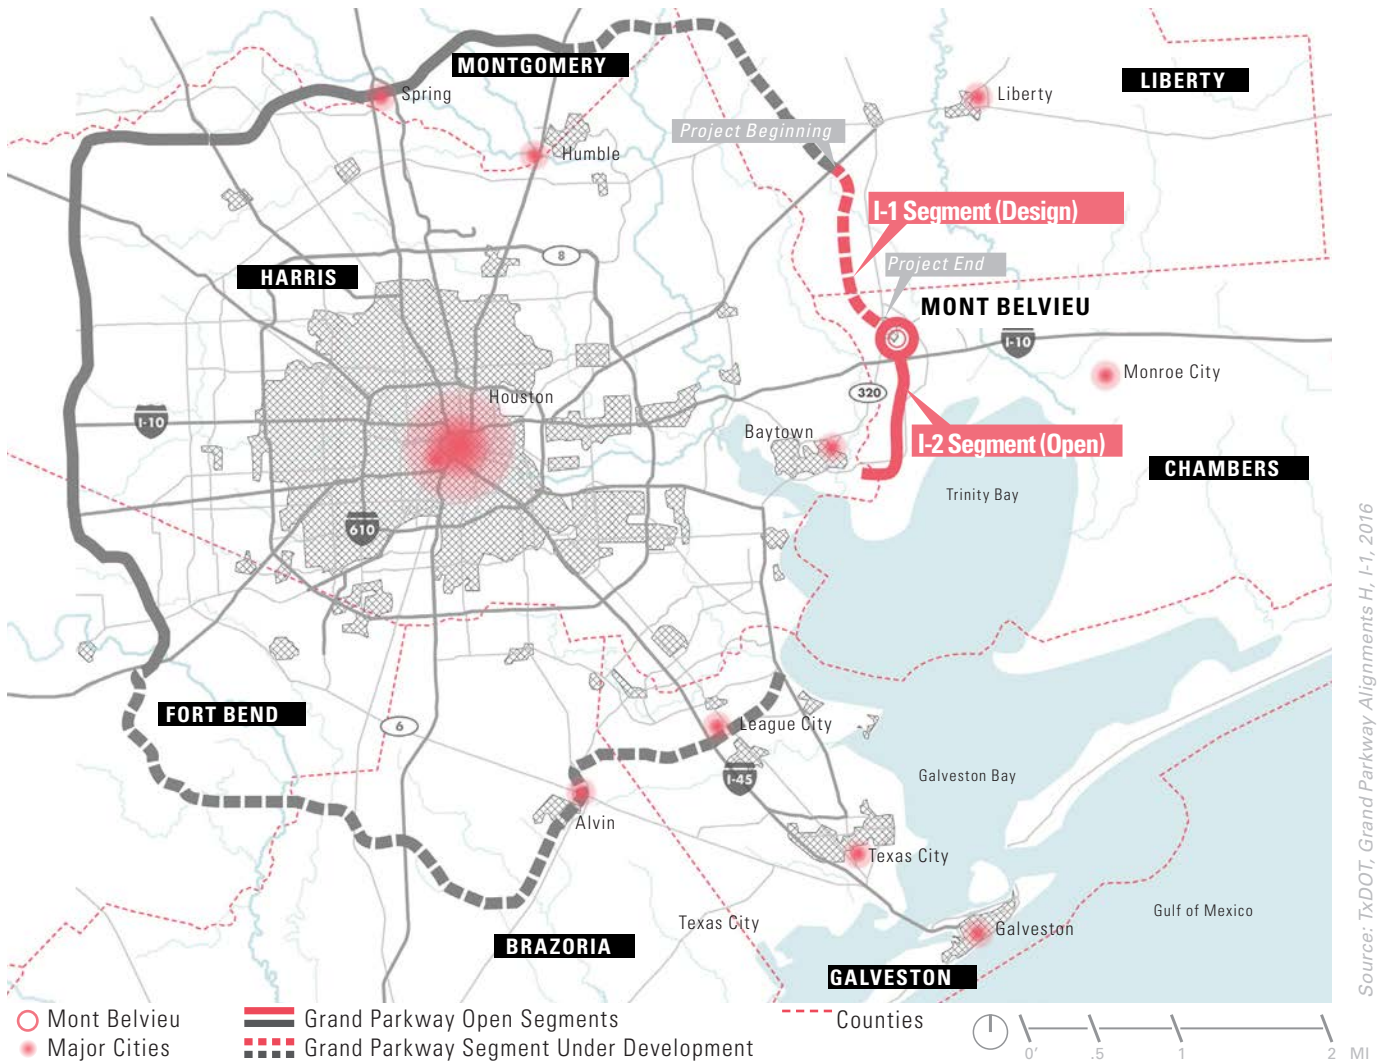 MONTGOMERY
LIBERTY
Spring
Liberty
Project Beginning
Humble
I-1 Segment (Design)
8
Project End
HARRIS
MONT BELVIEU
I-10
Monroe City
320
Houston
I-10
Baytown
I-2 Segment (Open)
CHAMBERS
Trinity Bay
610
FORT BEND
6
League City
I-45
Galveston Bay
Alvin
Texas City
Texas City
Gulf of Mexico
Galveston
BRAZORIA
GALVESTON
Source: TxDOT, Grand Parkway Alignments H, I-1, 2016
Mont Belvieu
Major Cities
Grand Parkway Open Segments
Grand Parkway Segment Under Development
Counties
0' .5 1 2 MI